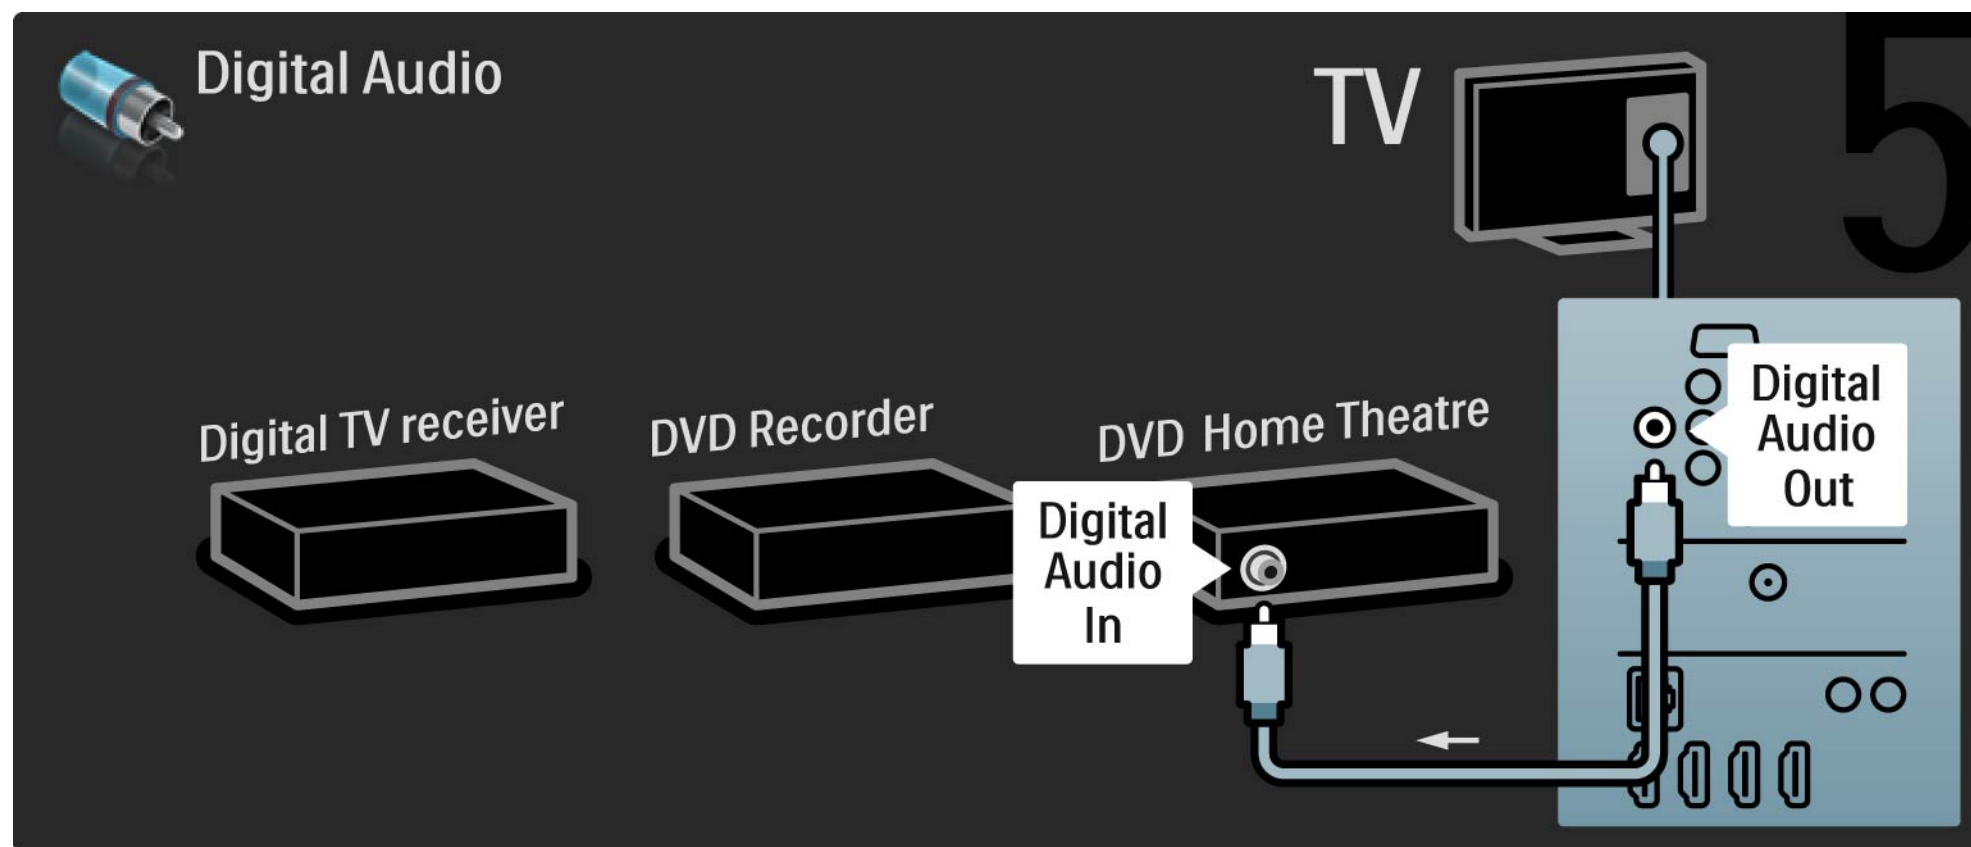 Digital Audio
TV
5
Digital TV receiver
DVD Recorder
DVD Home Theatre
Digital
Audio
In
Digital
Audio
Out